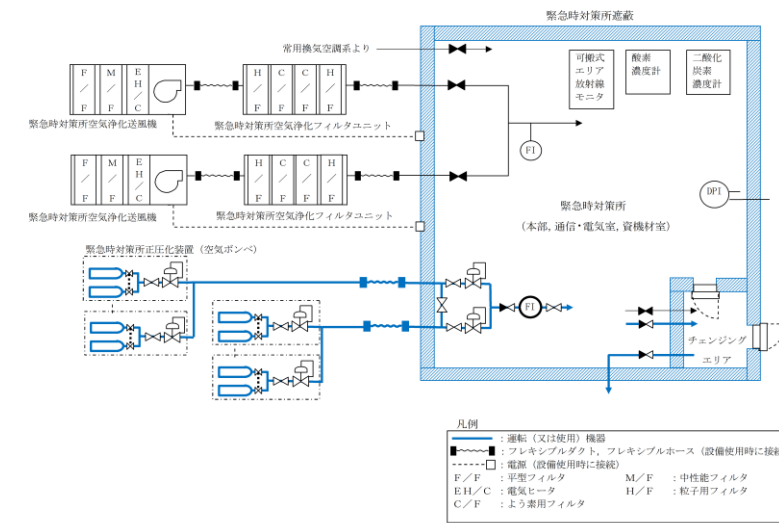 緊急時対策所遮蔽
常用換気空調系より
可搬式
エリア
放射線
モニタ
酸素
濃度計
二酸化
炭素
濃度計
F／F
M／F
EH／C
H／F
C／F
C／F
H／F
緊急時対策所空気浄化送風機
緊急時対策所空気浄化フィルタユニット
FI
F／F
M／F
EH／C
H／F
C／F
C／F
H／F
緊急時対策所空気浄化送風機
緊急時対策所空気浄化フィルタユニット
DPI
緊急時対策所
(本部, 通信・電気室, 資機材室)
緊急時対策所正圧化装置（空気ボンベ）
FI
チェンジング
エリア
凡例
：運転（又は使用）機器
：フレキシブルダクト, フレキシブルホース（設備使用時に接続
：電源（設備使用時に接続）
F／F ：平型フィルタ M／F ：中性能フィルタ
EH／C ：電気ヒータ H／F ：粒子用フィルタ
C／F ：よう素用フィルタ